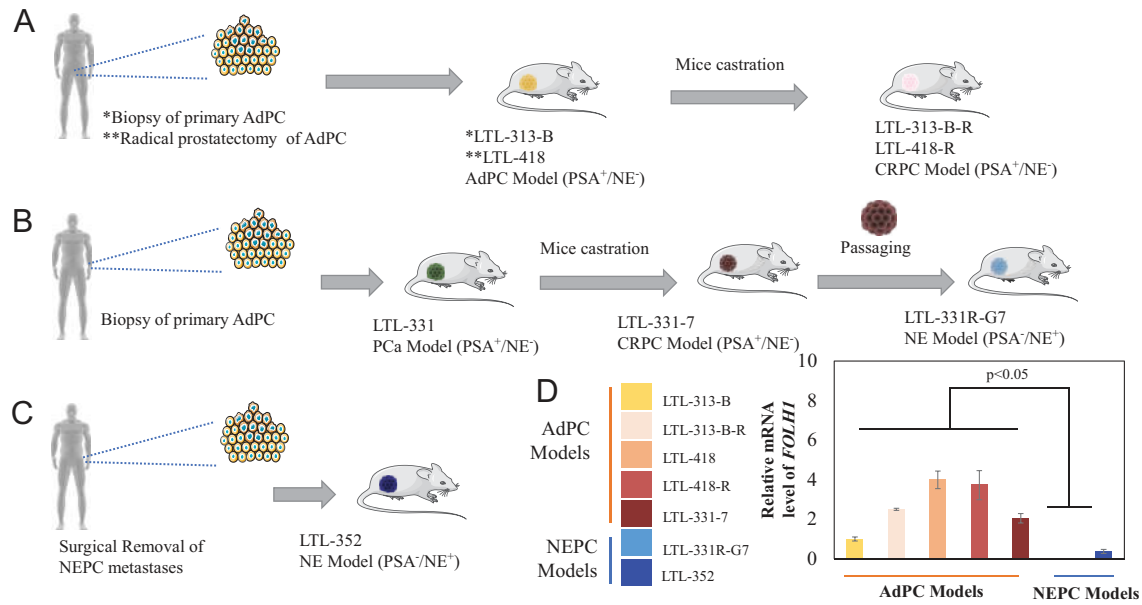 A
*Biopsy of primary AdPC
**Radical prostatectomy of AdPC
*LTL-313-B
**LTL-418
AdPC Model (PSA⁺/NE⁻)
Mice castration
LTL-313-B-R
LTL-418-R
CRPC Model (PSA⁺/NE⁻)
B
Biopsy of primary AdPC
LTL-331
PCa Model (PSA⁺/NE⁻)
Mice castration
LTL-331-7
CRPC Model (PSA⁺/NE⁻)
Passaging
LTL-331R-G7
NE Model (PSA⁻/NE⁺)
C
Surgical Removal of
NEPC metastases
LTL-352
NE Model (PSA⁻/NE⁺)
D
AdPC
Models
LTL-313-B
LTL-313-B-R
LTL-418
LTL-418-R
LTL-331-7
NEPC
Models
LTL-331R-G7
LTL-352
Relative mRNA
level of FOLH1
10
8
6
4
2
0
p<0.05
AdPC Models
NEPC Models